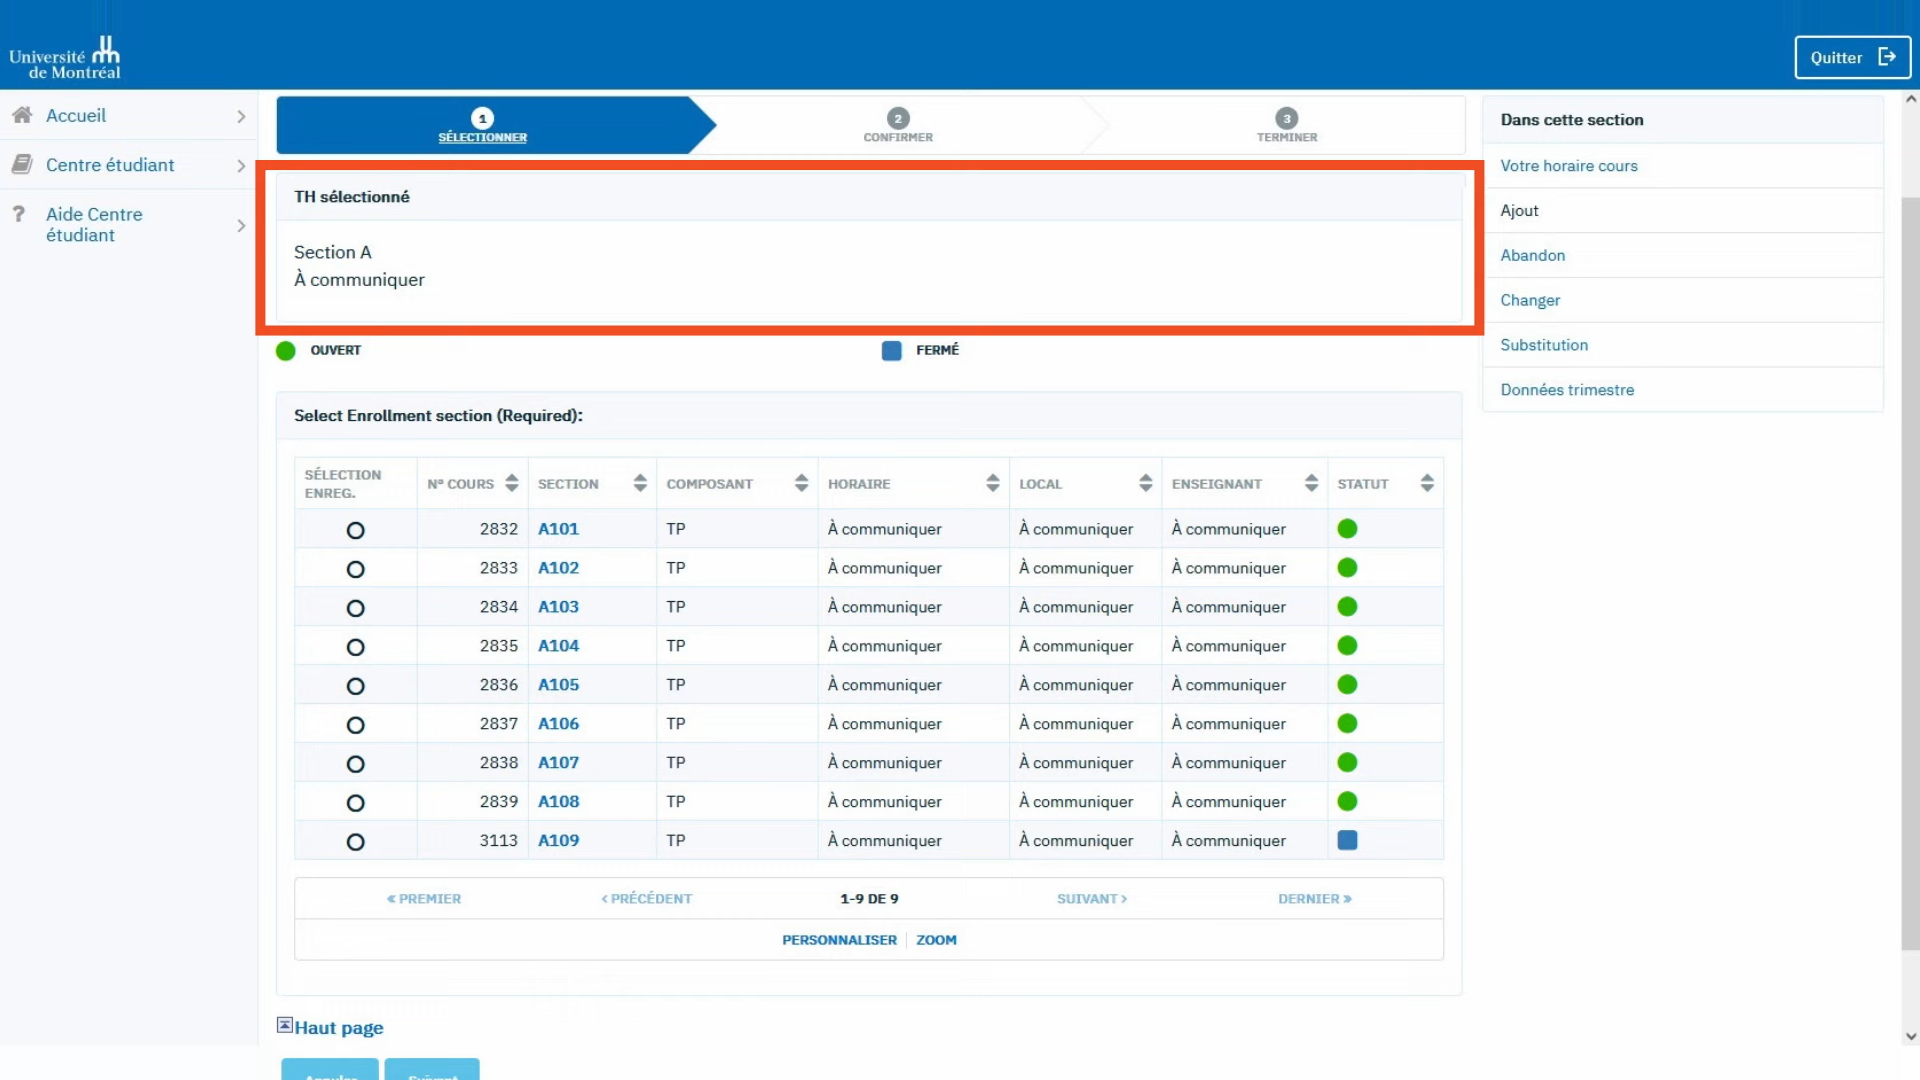 Université
de Montréal
Quitter
Accueil
Centre étudiant
Aide Centre
étudiant
1
SÉLECTIONNER
2
CONFIRMER
3
TERMINER
TH sélectionné
Section A
À communiquer
OUVERT
FERMÉ
Select Enrollment section (Required):
SÉLECTION
ENREG.
Nº COURS
SECTION
COMPOSANT
HORAIRE
LOCAL
ENSEIGNANT
STATUT
2832 A101 TP À communiquer À communiquer À communiquer
2833 A102 TP À communiquer À communiquer À communiquer
2834 A103 TP À communiquer À communiquer À communiquer
2835 A104 TP À communiquer À communiquer À communiquer
2836 A105 TP À communiquer À communiquer À communiquer
2837 A106 TP À communiquer À communiquer À communiquer
2838 A107 TP À communiquer À communiquer À communiquer
2839 A108 TP À communiquer À communiquer À communiquer
3113 A109 TP À communiquer À communiquer À communiquer
« PREMIER ‹ PRÉCÉDENT 1-9 DE 9 SUIVANT › DERNIER »
PERSONNALISER ZOOM
Haut page
Dans cette section
Votre horaire cours
Ajout
Abandon
Changer
Substitution
Données trimestre